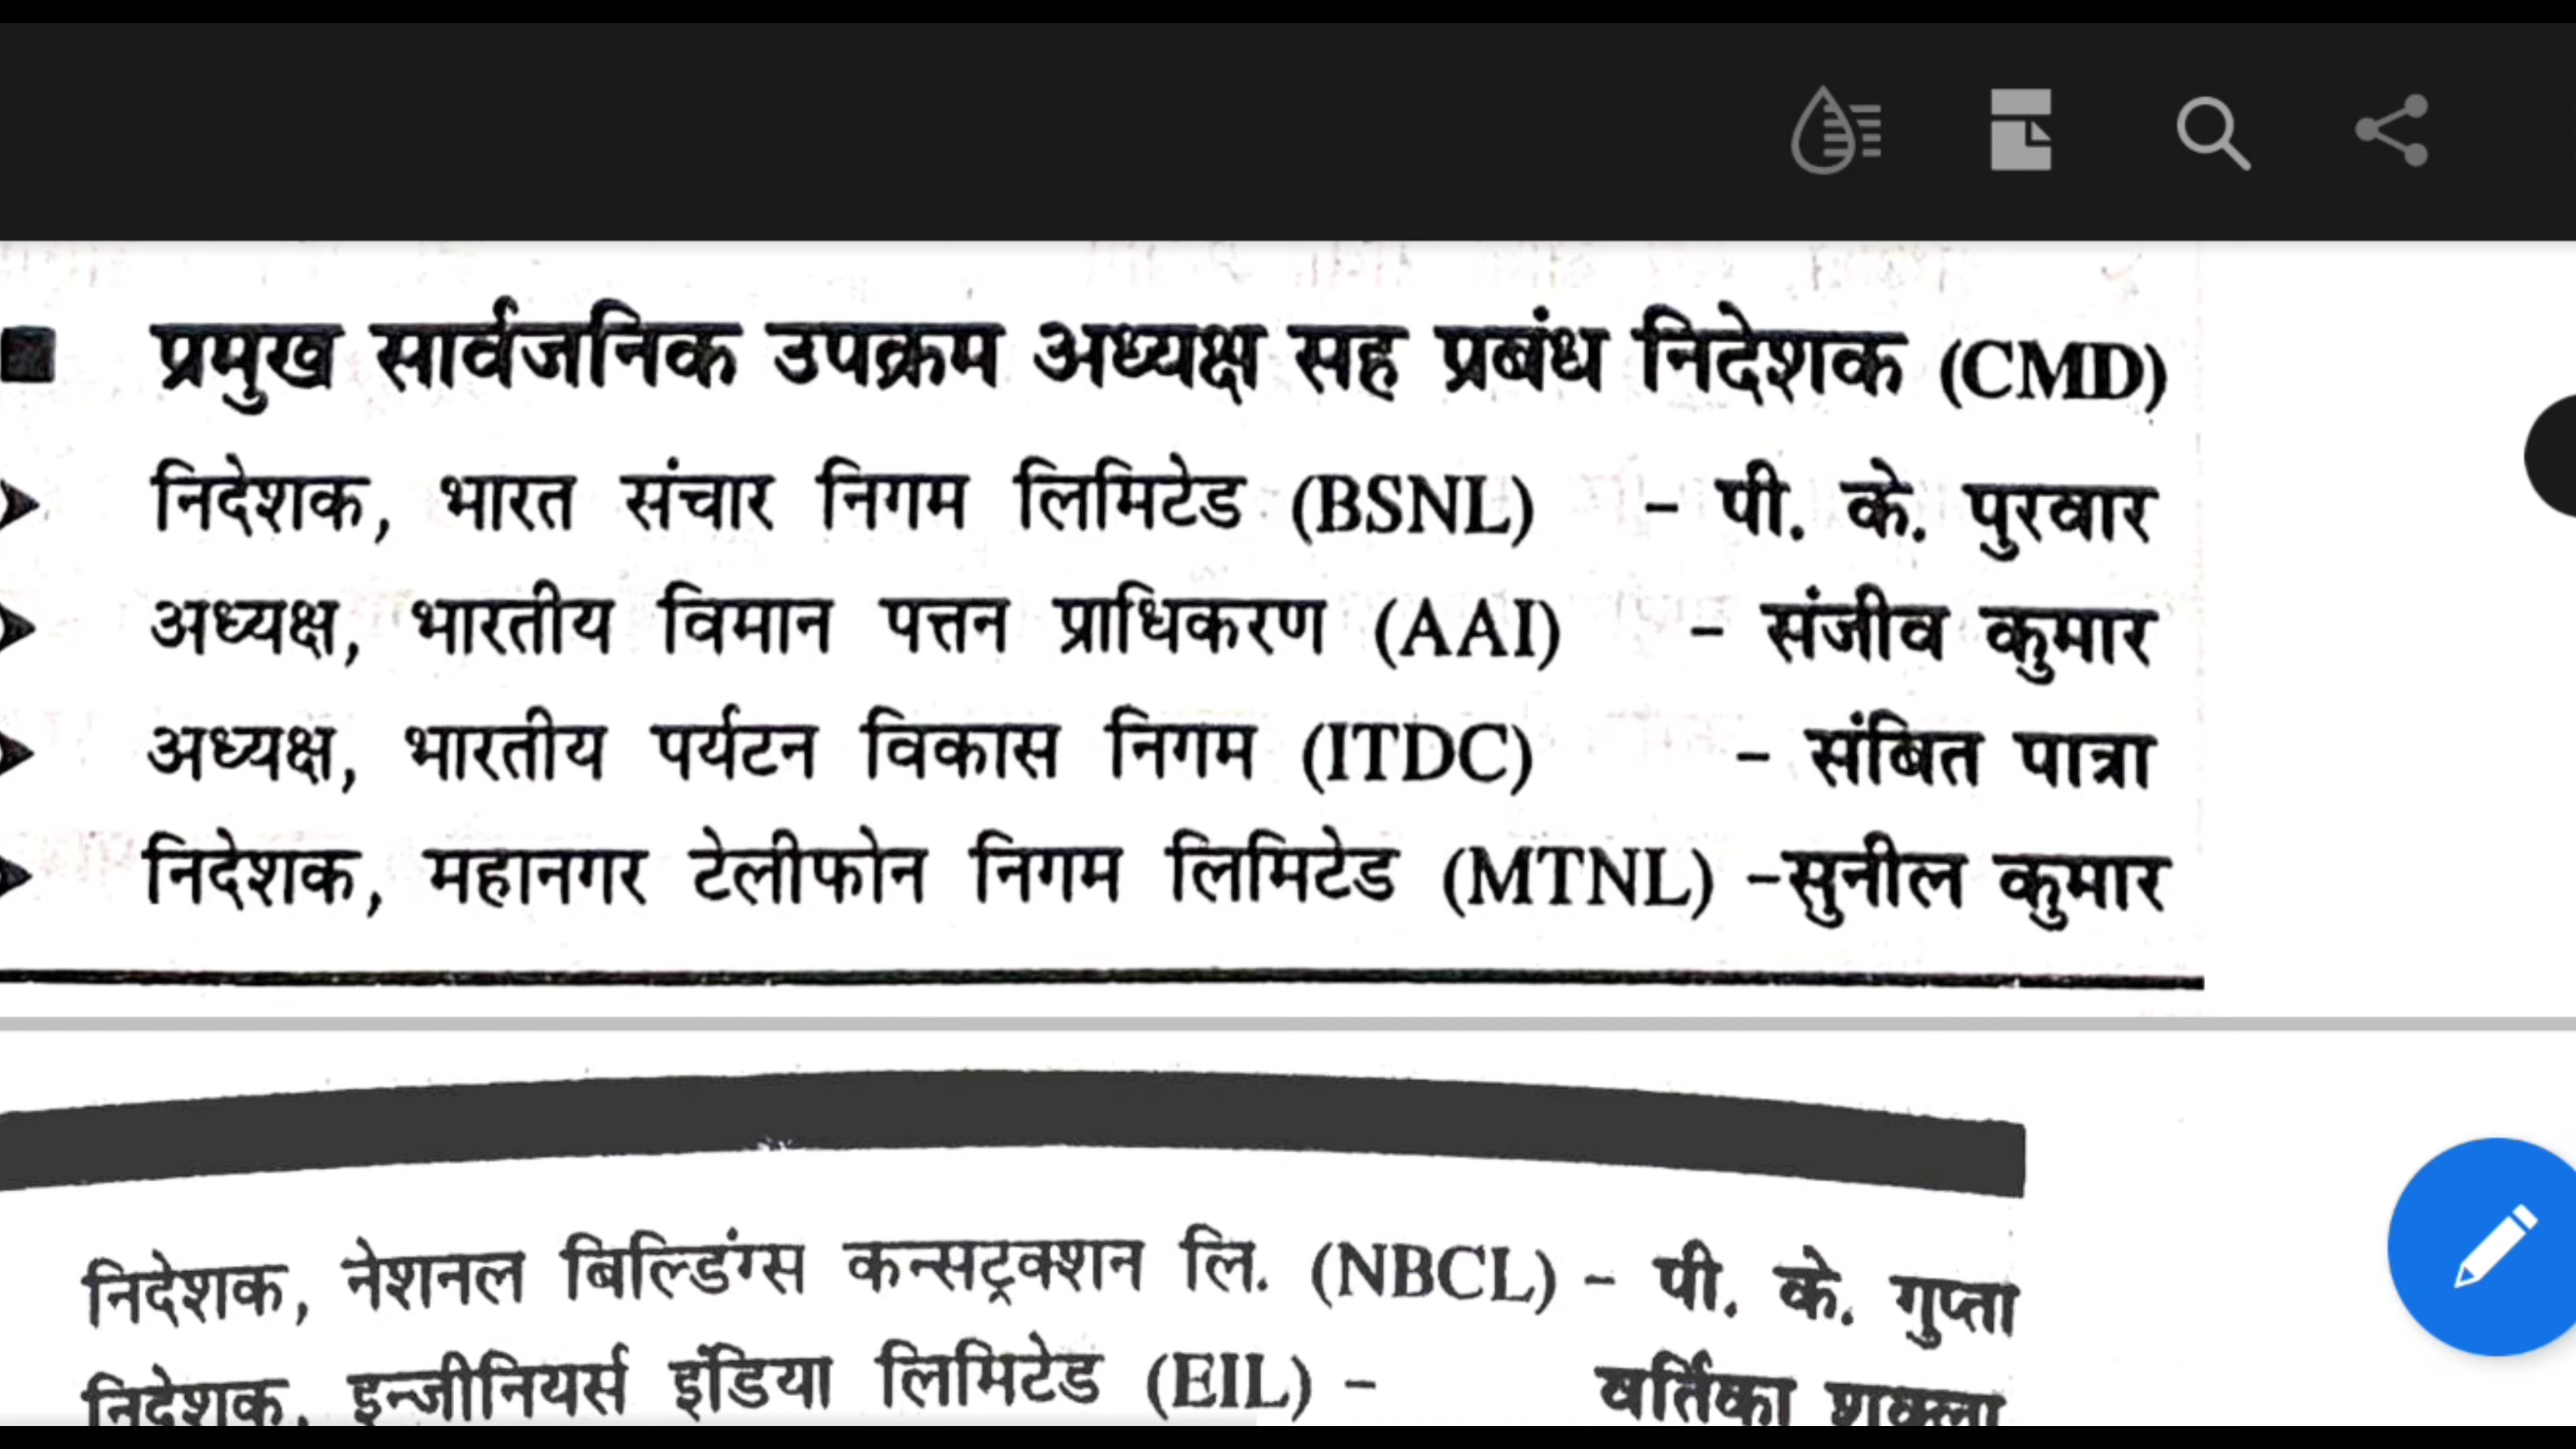 प्रमुख सार्वजनिक उपक्रम अध्यक्ष सह प्रबंध निदेशक (CMD)
निदेशक, भारत संचार निगम लिमिटेड (BSNL) - पी. के. पुरवार
अध्यक्ष, भारतीय विमान पत्तन प्राधिकरण (AAI) - संजीव कुमार
अध्यक्ष, भारतीय पर्यटन विकास निगम (ITDC) - संबित पात्रा
निदेशक, महानगर टेलीफोन निगम लिमिटेड (MTNL) -सुनील कुमार
निदेशक, नेशनल बिल्डिंग्स कन्सट्रक्शन लि. (NBCL) - पी. के. गुप्ता
निदेशक, इन्जीनियर्स इंडिया लिमिटेड (EIL) - वर्तिका शुक्ला